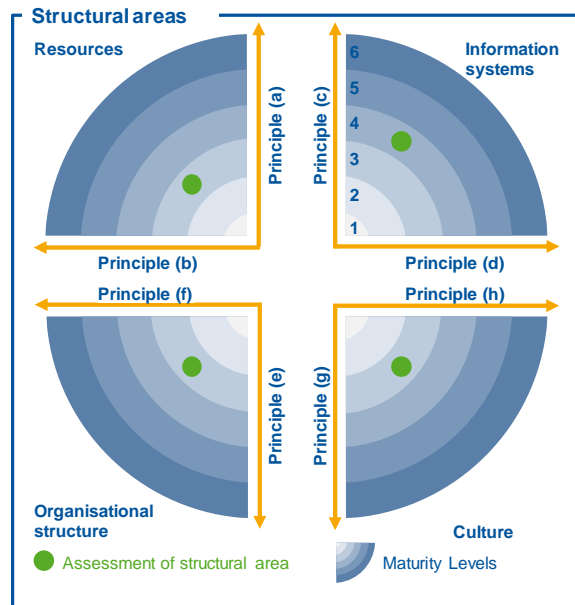 Structural areas
Resources
Information
systems
Principle (a)
Principle (c)
6
5
4
3
2
1
Principle (b)
Principle (d)
Principle (f)
Principle (h)
Principle (e)
Principle (g)
Organisational
structure
Culture
Assessment of structural area
Maturity Levels